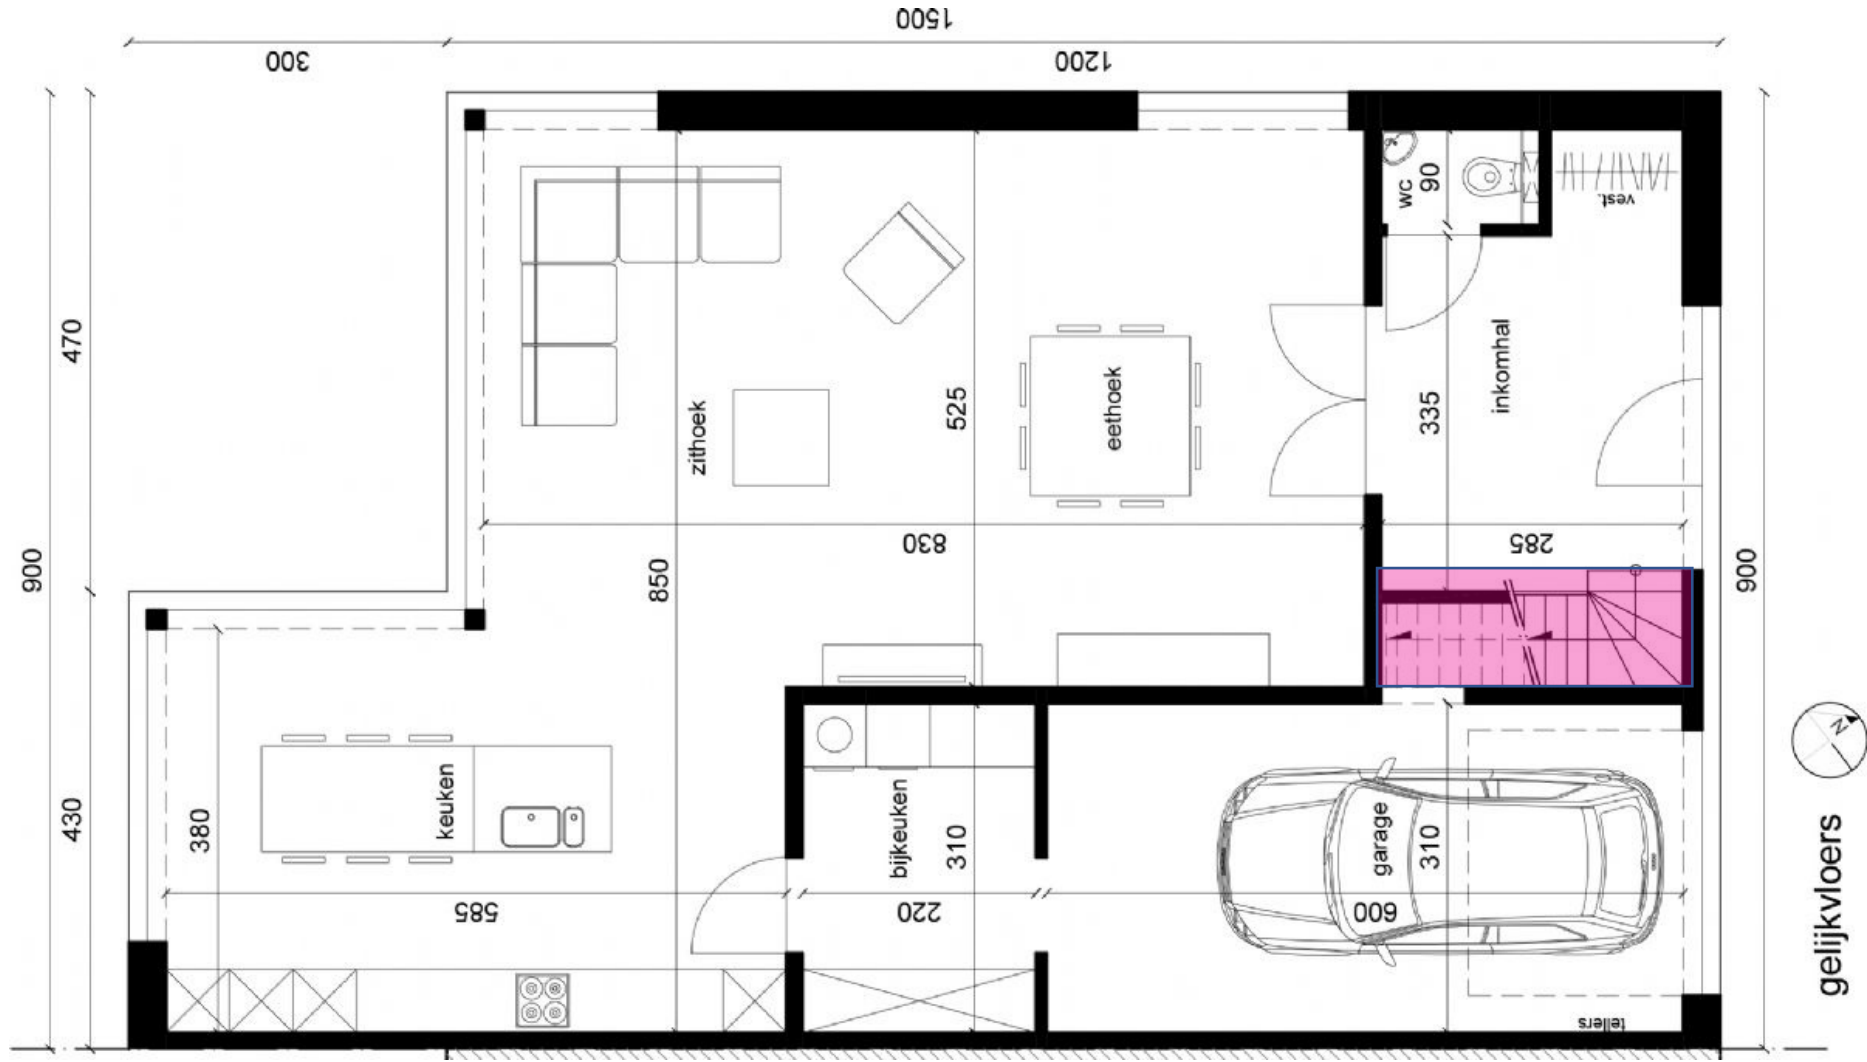 1500
300
1200
wc
90
vest.
470
zithoek
525
eethoek
335
inkomhal
900
850
830
285
900
keuken
380
430
bijkeuken
310
garage
310
N
585
220
600
gelijkvloers
tellers